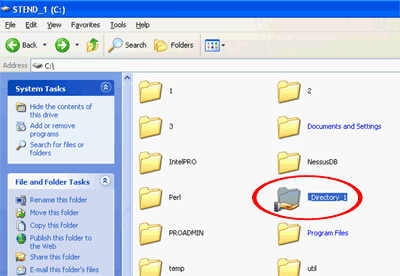 STEND_1 (C:)
File Edit View Favorites Tools Help
Back Search Folders
Address C:\
System Tasks
Hide the contents of
this drive
Add or remove
programs
Search for files or
folders
File and Folder Tasks
Rename this folder
Move this folder
Copy this folder
Publish this folder to
the Web
Share this folder
E-mail this folder's files
1 2
3 Documents and Settings
IntelPRO NessusDB
Perl Directory_1
PROADMIN Program Files
temp util